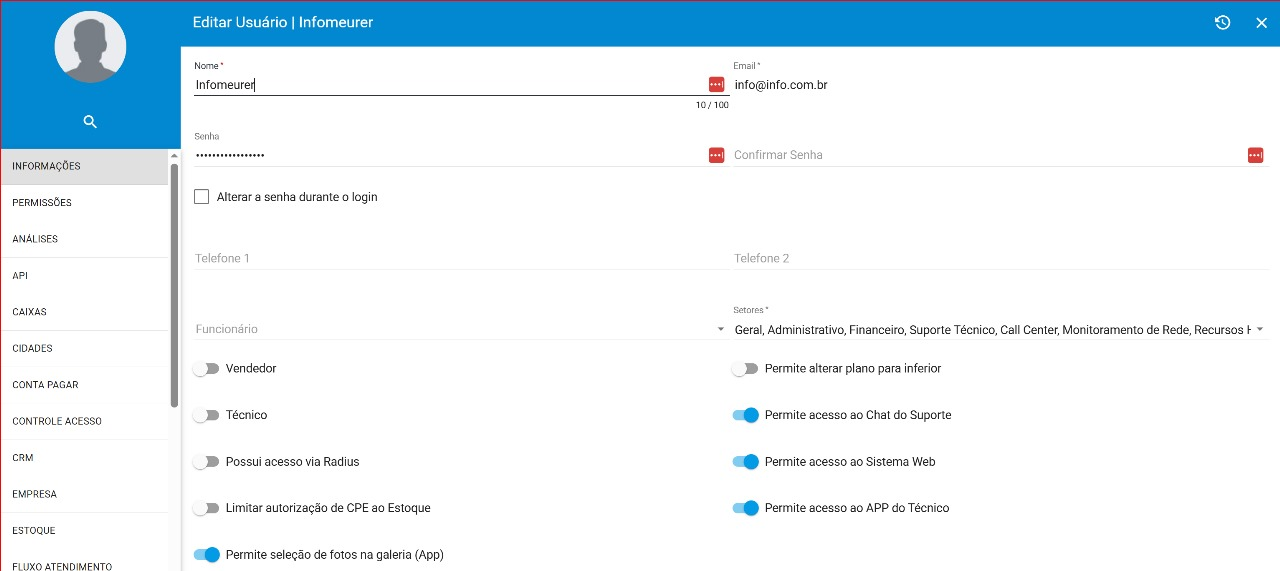 Editar Usuário | Infomeurer
INFORMAÇÕES
PERMISSÕES
ANÁLISES
API
CAIXAS
CIDADES
CONTA PAGAR
CONTROLE ACESSO
CRM
EMPRESA
ESTOQUE
FLUXO ATENDIMENTO
Nome *
Infomeurer
10 / 100
Email *
info@info.com.br
Senha
•••••••••••••••••
Confirmar Senha
Alterar a senha durante o login
Telefone 1
Telefone 2
Funcionário
Setores *
Geral, Administrativo, Financeiro, Suporte Técnico, Call Center, Monitoramento de Rede, Recursos
Vendedor
Permite alterar plano para inferior
Técnico
Permite acesso ao Chat do Suporte
Possui acesso via Radius
Permite acesso ao Sistema Web
Limitar autorização de CPE ao Estoque
Permite acesso ao APP do Técnico
Permite seleção de fotos na galeria (App)